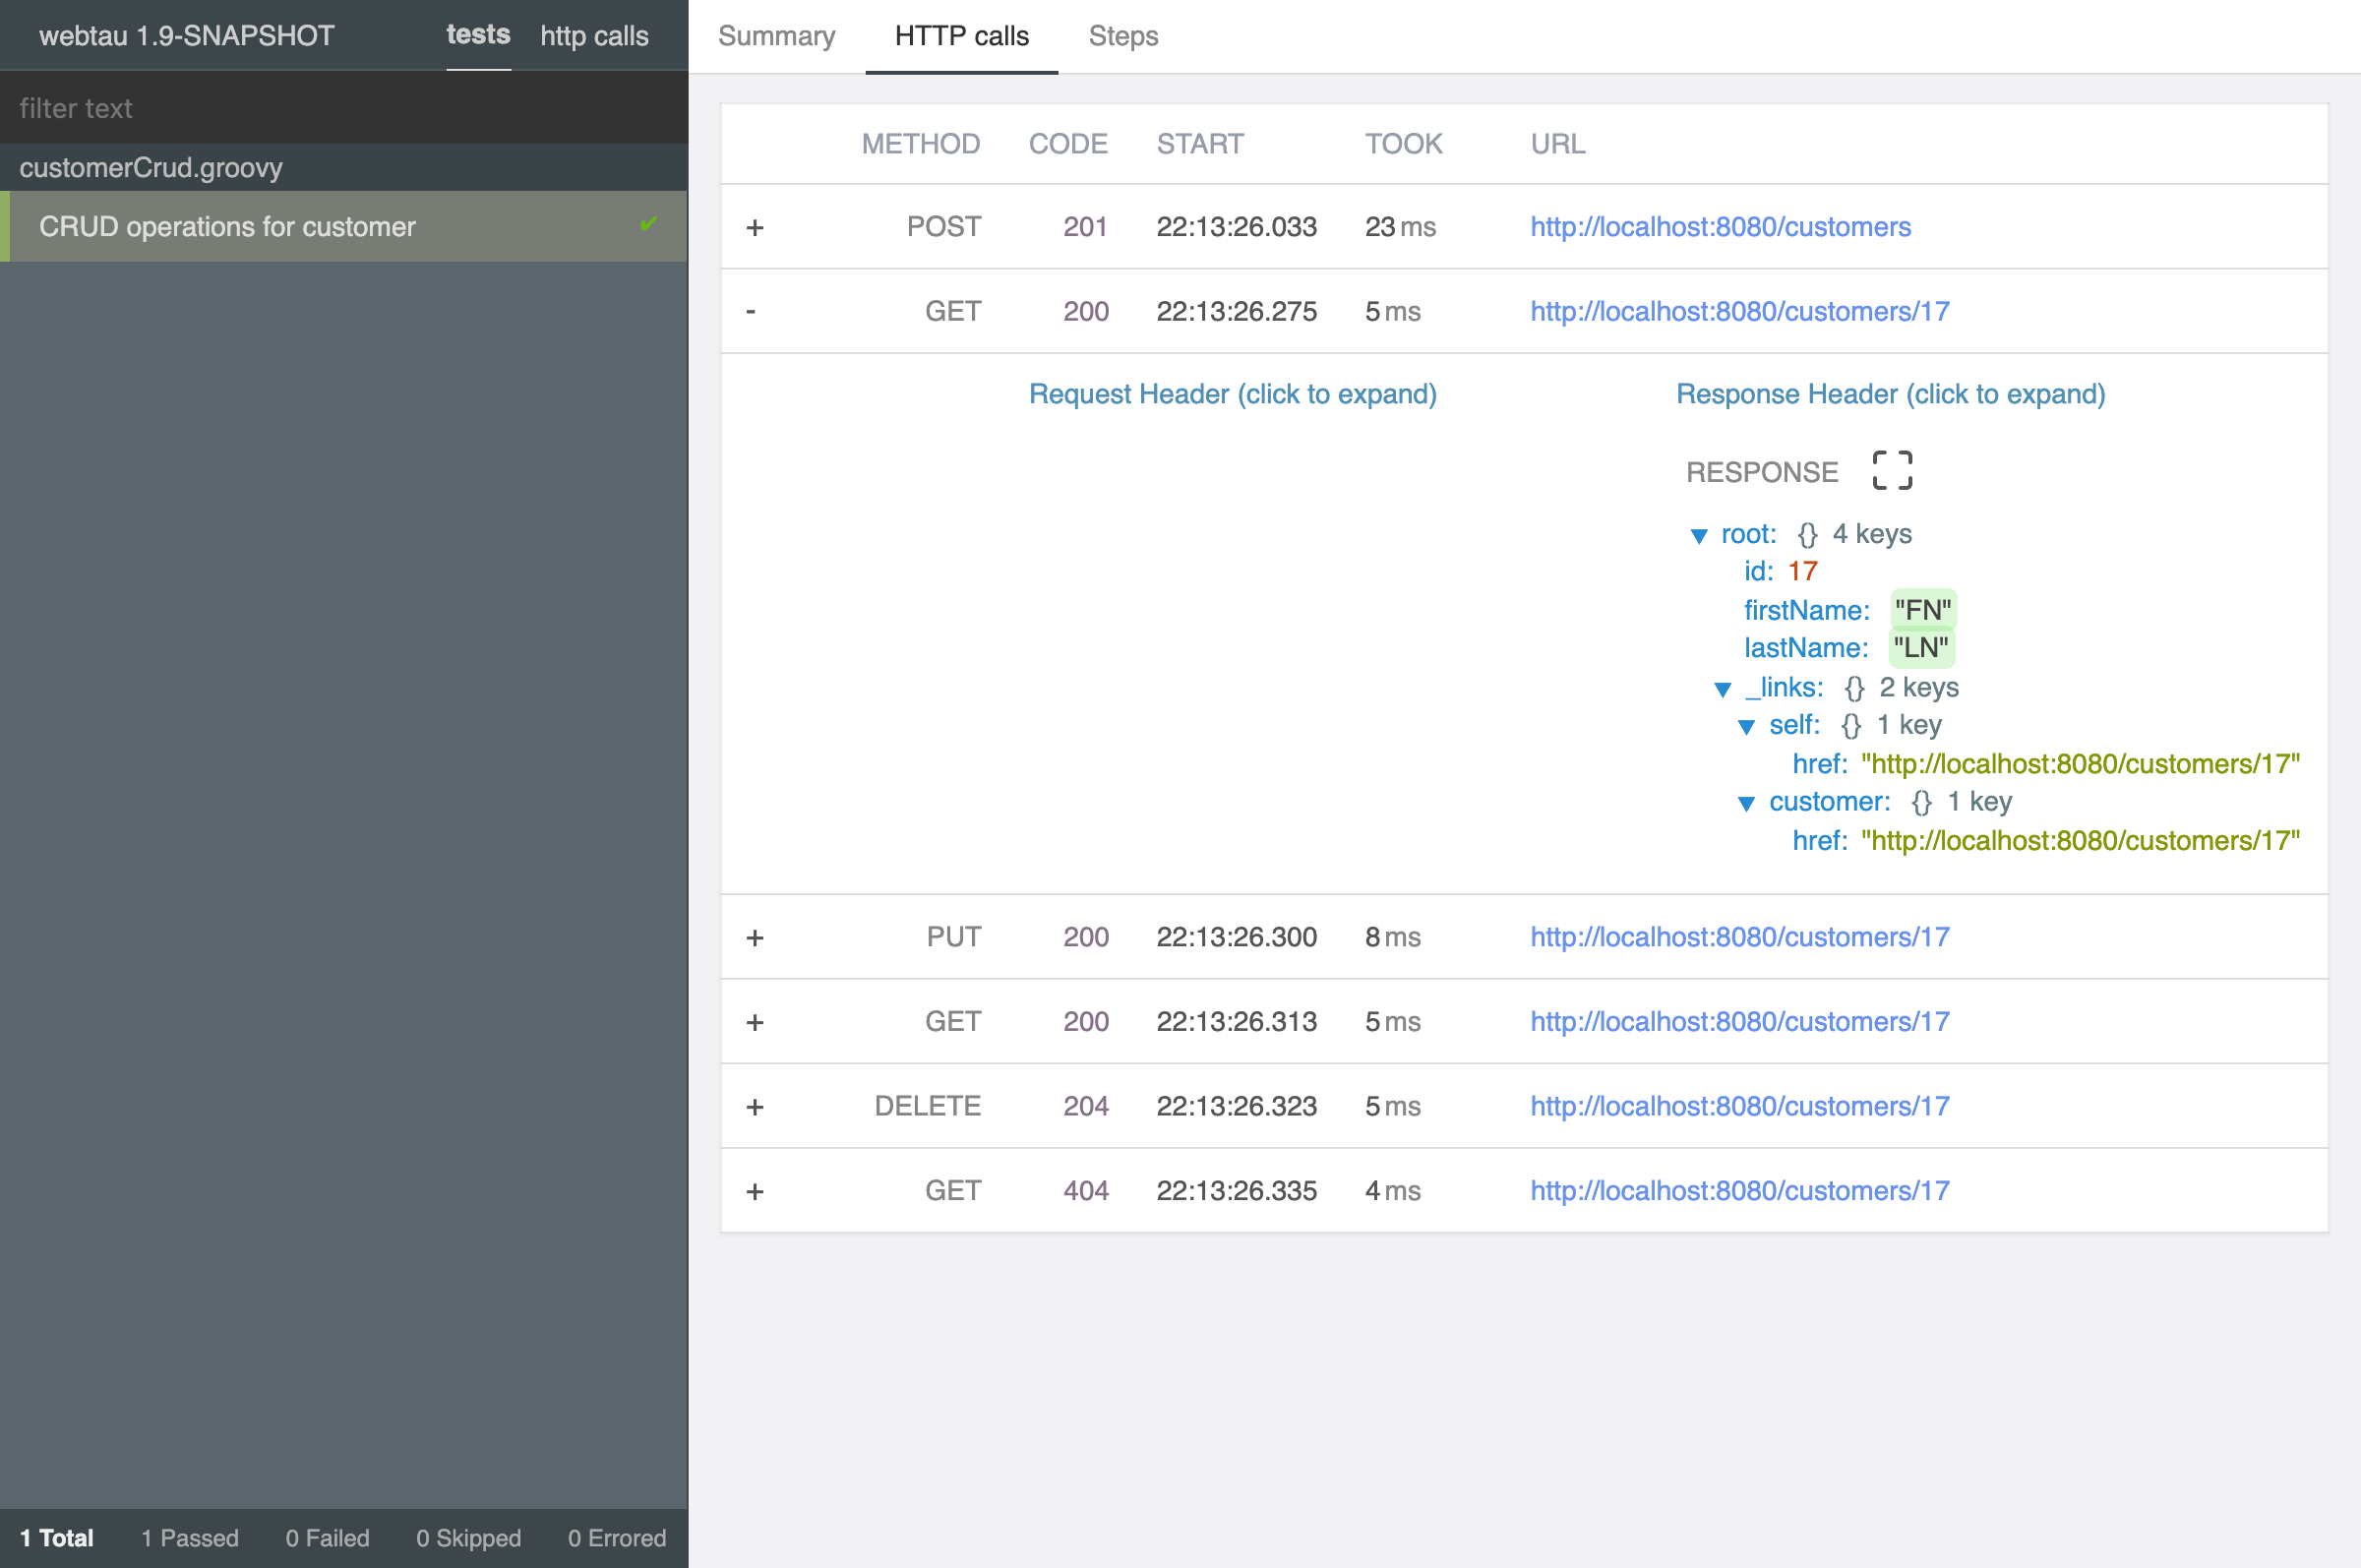 webtau 1.9-SNAPSHOT tests http calls
filter text
customerCrud.groovy
CRUD operations for customer ✔
1 Total 1 Passed 0 Failed 0 Skipped 0 Errored
Summary HTTP calls Steps
METHOD CODE START TOOK URL
+ POST 201 22:13:26.033 23 ms http://localhost:8080/customers
- GET 200 22:13:26.275 5 ms http://localhost:8080/customers/17
Request Header (click to expand) Response Header (click to expand)
RESPONSE
▼ root: {} 4 keys
id: 17
firstName: "FN"
lastName: "LN"
▼ _links: {} 2 keys
▼ self: {} 1 key
href: "http://localhost:8080/customers/17"
▼ customer: {} 1 key
href: "http://localhost:8080/customers/17"
+ PUT 200 22:13:26.300 8 ms http://localhost:8080/customers/17
+ GET 200 22:13:26.313 5 ms http://localhost:8080/customers/17
+ DELETE 204 22:13:26.323 5 ms http://localhost:8080/customers/17
+ GET 404 22:13:26.335 4 ms http://localhost:8080/customers/17